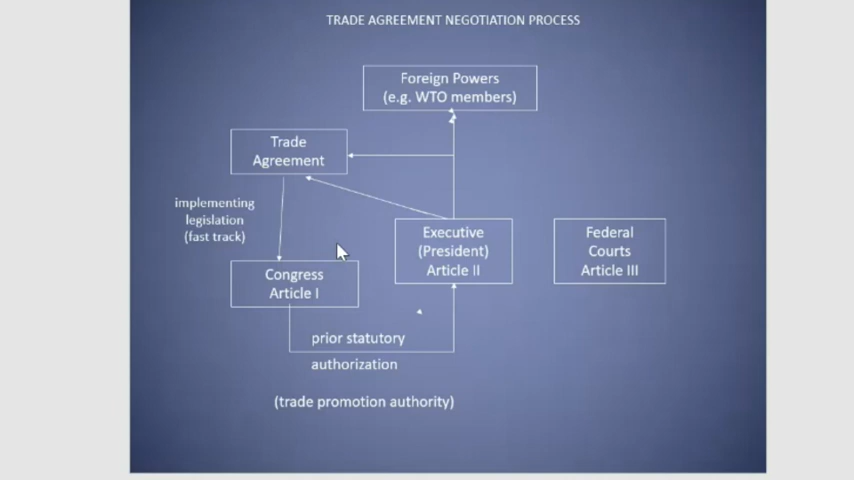 TRADE AGREEMENT NEGOTIATION PROCESS
Foreign Powers
(e.g. WTO members)
Trade
Agreement
implementing
legislation
(fast track)
Executive
(President)
Article II
Federal
Courts
Article III
Congress
Article I
prior statutory
authorization
(trade promotion authority)